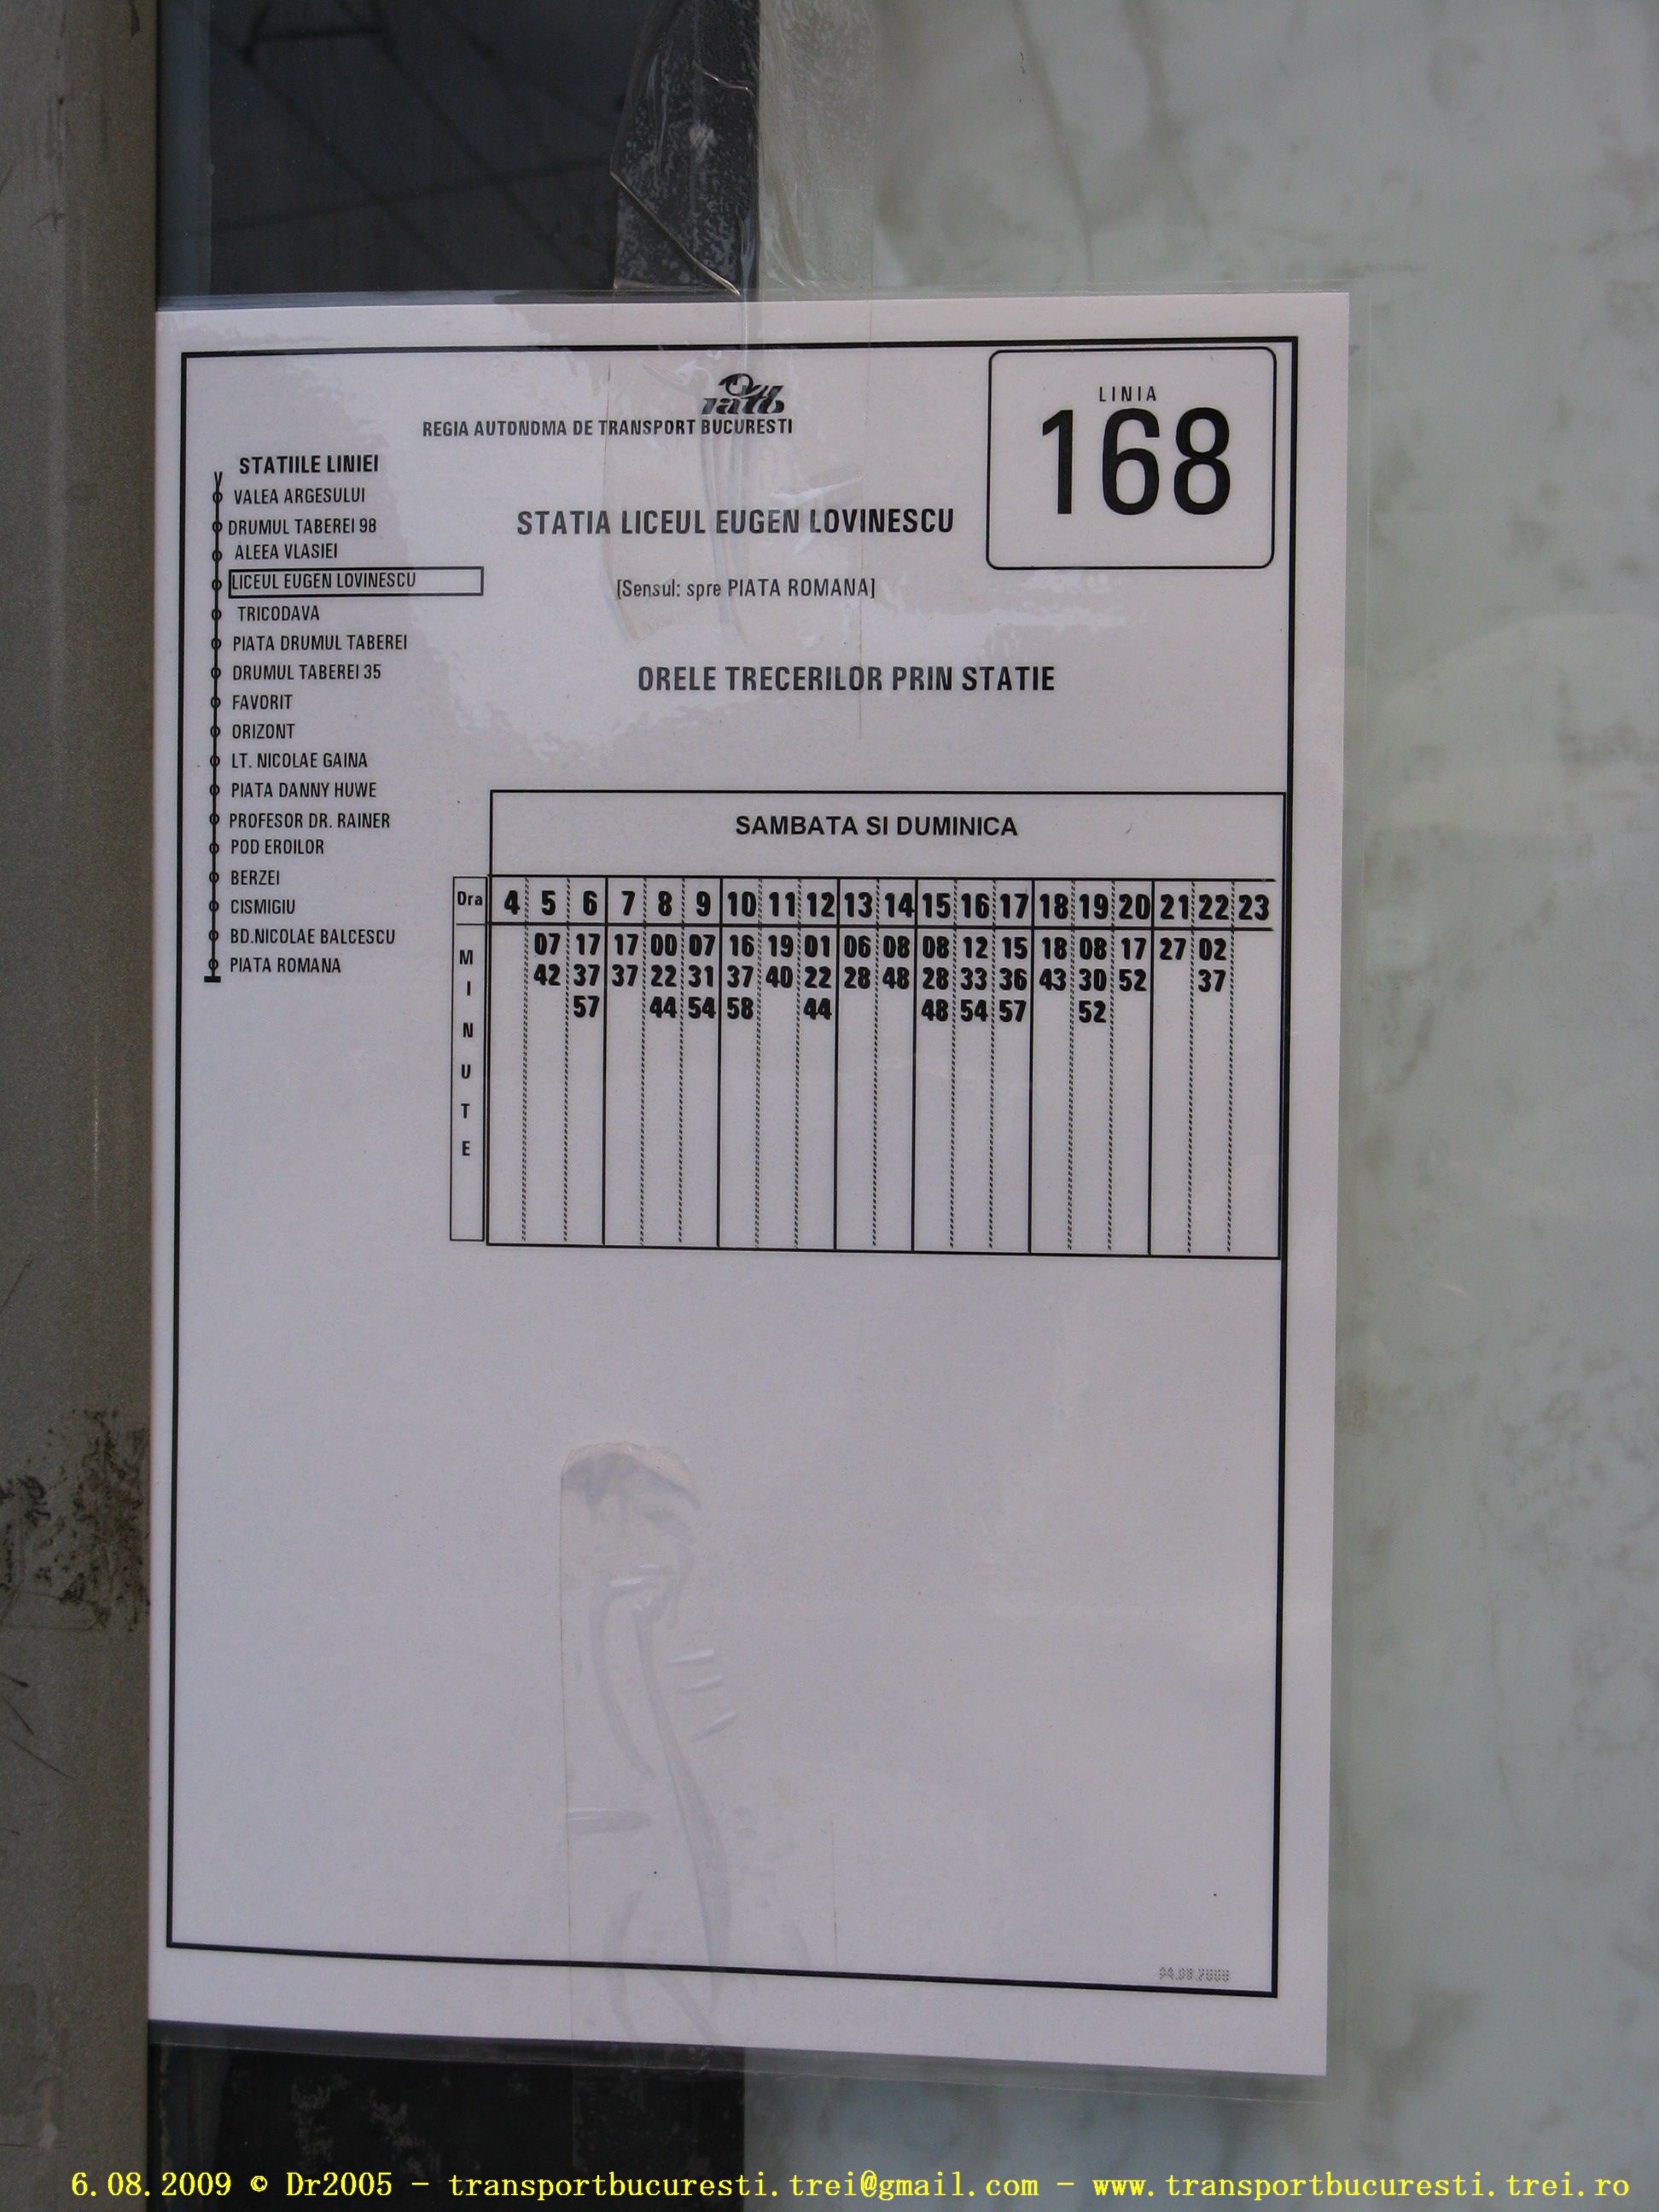 ratb
REGIA AUTONOMA DE TRANSPORT BUCURESTI
LINIA
168
STATIILE LINIEI
VALEA ARGESULUI
DRUMUL TABEREI 98
ALEEA VLASIEI
LICEUL EUGEN LOVINESCU
TRICODAVA
PIATA DRUMUL TABEREI
DRUMUL TABEREI 35
FAVORIT
ORIZONT
LT. NICOLAE GAINA
PIATA DANNY HUWE
PROFESOR DR. RAINER
POD EROILOR
BERZEI
CISMIGIU
BD.NICOLAE BALCESCU
PIATA ROMANA
STATIA LICEUL EUGEN LOVINESCU
[Sensul: spre PIATA ROMANA]
ORELE TRECERILOR PRIN STATIE
SAMBATA SI DUMINICA
Ora 4 5 6 7 8 9 10 11 12 13 14 15 16 17 18 19 20 21 22 23
MINUTE
07 17 17 00 07 16 19 01 06 08 08 12 15 18 08 17 27 02
42 37 37 22 31 37 40 22 28 48 28 33 36 43 30 52 37
57 44 54 58 44 48 54 57 52
6.08.2009 © Dr2005 - transportbucuresti.trei@gmail.com - www.transportbucuresti.trei.ro